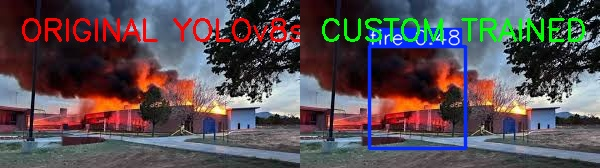 ORIGINAL YOLOv8s
CUSTOM TRAINED
fire 0.48